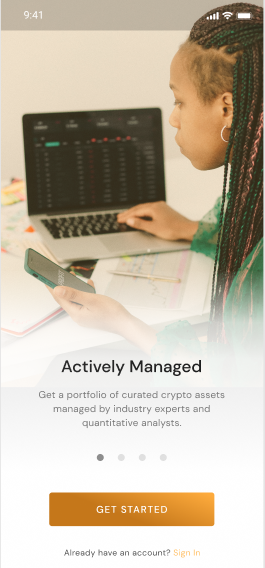 9:41
Actively Managed
Get a portfolio of curated crypto assets
managed by industry experts and
quantitative analysts.
GET STARTED
Already have an account? Sign In